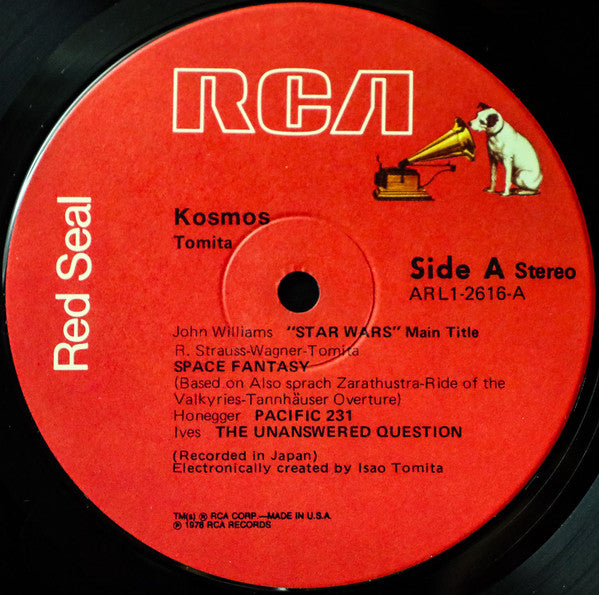 RCA
Red Seal
Kosmos
Tomita
Side A Stereo
ARL1-2616-A
John Williams "STAR WARS" Main Title
R. Strauss-Wagner-Tomita
SPACE FANTASY
(Based on Also sprach Zarathustra-Ride of the
Valkyries-Tannhäuser Overture)
Honegger PACIFIC 231
Ives THE UNANSWERED QUESTION
(Recorded in Japan)
Electronically created by Isao Tomita
TM(s) ® RCA CORP.—MADE IN U.S.A.
℗ 1978 RCA RECORDS